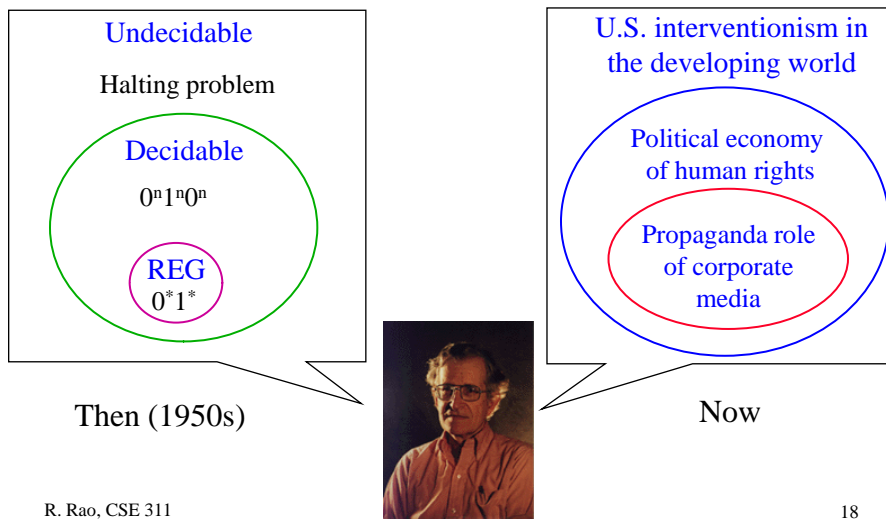 Undecidable
Halting problem
Decidable
0ⁿ1ⁿ0ⁿ
REG
0*1*
U.S. interventionism in
the developing world
Political economy
of human rights
Propaganda role
of corporate
media
Then (1950s)
Now
R. Rao, CSE 311
18